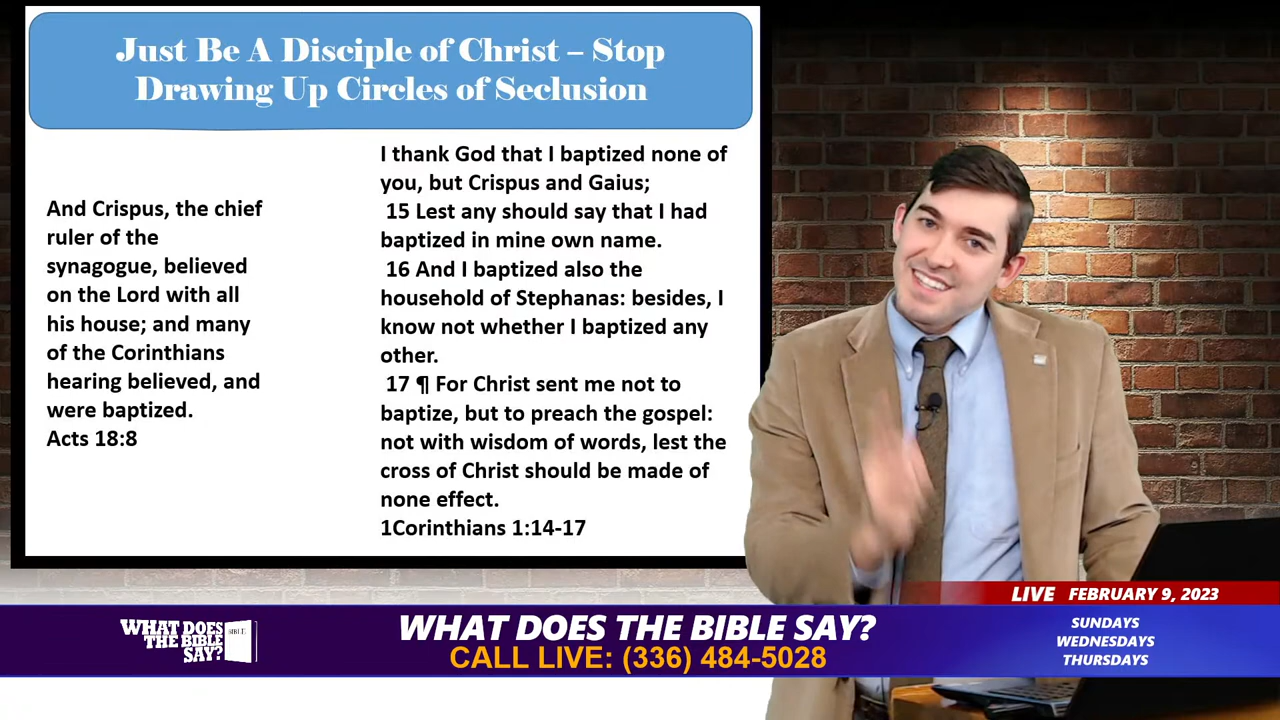 Just Be A Disciple of Christ – Stop
Drawing Up Circles of Seclusion
And Crispus, the chief
ruler of the
synagogue, believed
on the Lord with all
his house; and many
of the Corinthians
hearing believed, and
were baptized.
Acts 18:8
I thank God that I baptized none of
you, but Crispus and Gaius;
15 Lest any should say that I had
baptized in mine own name.
16 And I baptized also the
household of Stephanas: besides, I
know not whether I baptized any
other.
17 ¶ For Christ sent me not to
baptize, but to preach the gospel:
not with wisdom of words, lest the
cross of Christ should be made of
none effect.
1Corinthians 1:14-17
LIVE FEBRUARY 9, 2023
WHAT DOES
THE BIBLE
SAY?
BIBLE
WHAT DOES THE BIBLE SAY?
CALL LIVE: (336) 484-5028
SUNDAYS
WEDNESDAYS
THURSDAYS